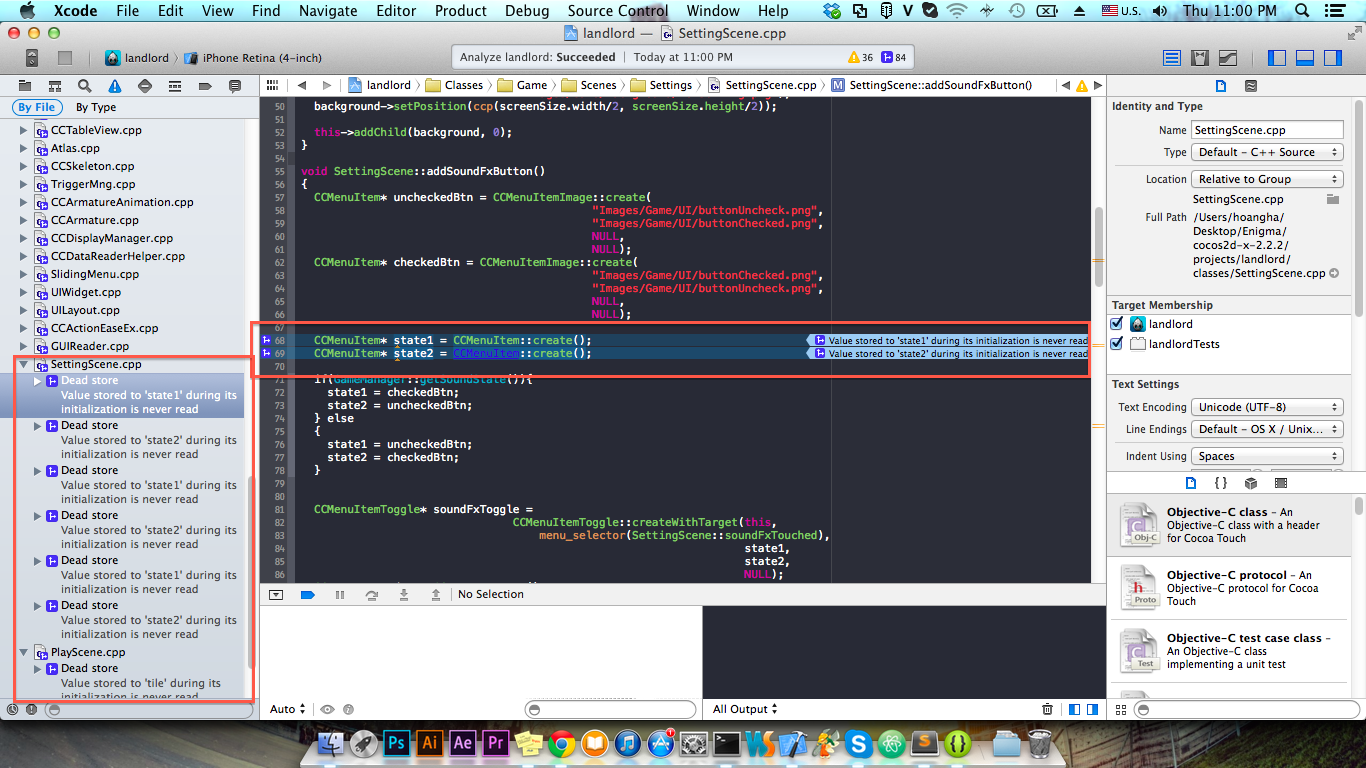 Xcode File Edit View Find Navigate Editor Product Debug Source Control Window Help U.S. Thu 11:00 PM
landlord — SettingScene.cpp
landlord iPhone Retina (4-inch)
Analyze landlord: Succeeded | Today at 11:00 PM 36 84
By File By Type
landlord Classes Game Scenes Settings SettingScene.cpp M SettingScene::addSoundFxButton()
CCTableView.cpp
Atlas.cpp
CCSkeleton.cpp
TriggerMng.cpp
CCArmatureAnimation.cpp
CCArmature.cpp
CCDisplayManager.cpp
CCDataReaderHelper.cpp
SlidingMenu.cpp
UIWidget.cpp
UILayout.cpp
CCActionEaseEx.cpp
GUIReader.cpp
SettingScene.cpp
Dead store
Value stored to 'state1' during its
initialization is never read
Dead store
Value stored to 'state2' during its
initialization is never read
Dead store
Value stored to 'state1' during its
initialization is never read
Dead store
Value stored to 'state2' during its
initialization is never read
Dead store
Value stored to 'state1' during its
initialization is never read
Dead store
Value stored to 'state2' during its
initialization is never read
PlayScene.cpp
Dead store
Value stored to 'tile' during its
initialization is never read
50 background->setPosition(ccp(screenSize.width/2, screenSize.height/2));
51
52 this->addChild(background, 0);
53 }
54
55 void SettingScene::addSoundFxButton()
56 {
57 CCMenuItem* uncheckedBtn = CCMenuItemImage::create(
58 "Images/Game/UI/buttonUncheck.png",
59 "Images/Game/UI/buttonChecked.png",
60 NULL,
61 NULL);
62 CCMenuItem* checkedBtn = CCMenuItemImage::create(
63 "Images/Game/UI/buttonChecked.png",
64 "Images/Game/UI/buttonUncheck.png",
65 NULL,
66 NULL);
67
68 CCMenuItem* state1 = CCMenuItem::create(); Value stored to 'state1' during its initialization is never read
69 CCMenuItem* state2 = CCMenuItem::create(); Value stored to 'state2' during its initialization is never read
70
71 if(GameManager::getSoundState()){
72 state1 = checkedBtn;
73 state2 = uncheckedBtn;
74 } else
75 {
76 state1 = uncheckedBtn;
77 state2 = checkedBtn;
78 }
79
80
81 CCMenuItemToggle* soundFxToggle =
82 CCMenuItemToggle::createWithTarget(this,
83 menu_selector(SettingScene::soundFxTouched),
84 state1,
85 state2,
86 NULL);
No Selection
Auto
All Output
Identity and Type
Name SettingScene.cpp
Type Default - C++ Source
Location Relative to Group
SettingScene.cpp
Full Path /Users/hoangha/
Desktop/Enigma/
cocos2d-x-2.2.2/
projects/landlord/
classes/SettingScene.cpp
Target Membership
landlord
landlordTests
Text Settings
Text Encoding Unicode (UTF-8)
Line Endings Default - OS X / Unix...
Indent Using Spaces
Obj-C
Objective-C class - An
Objective-C class with a header
for Cocoa Touch
Proto
Objective-C protocol - An
Objective-C protocol for Cocoa
Touch
Test
Objective-C test case class -
An Objective-C class
implementing a unit test
Ps Ai Ae Pr